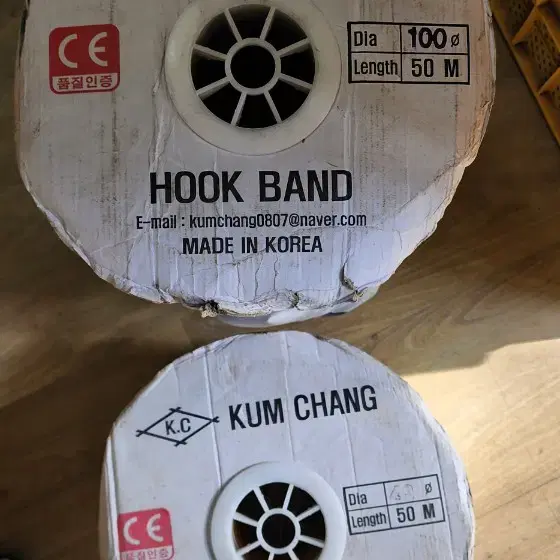 CE
품질인증
Dia 100 ø
Length 50 M
HOOK BAND
E-mail : kumchang0807@naver.com
MADE IN KOREA
K.C
KUM CHANG
Dia ø
Length 50 M
CE
품질인증